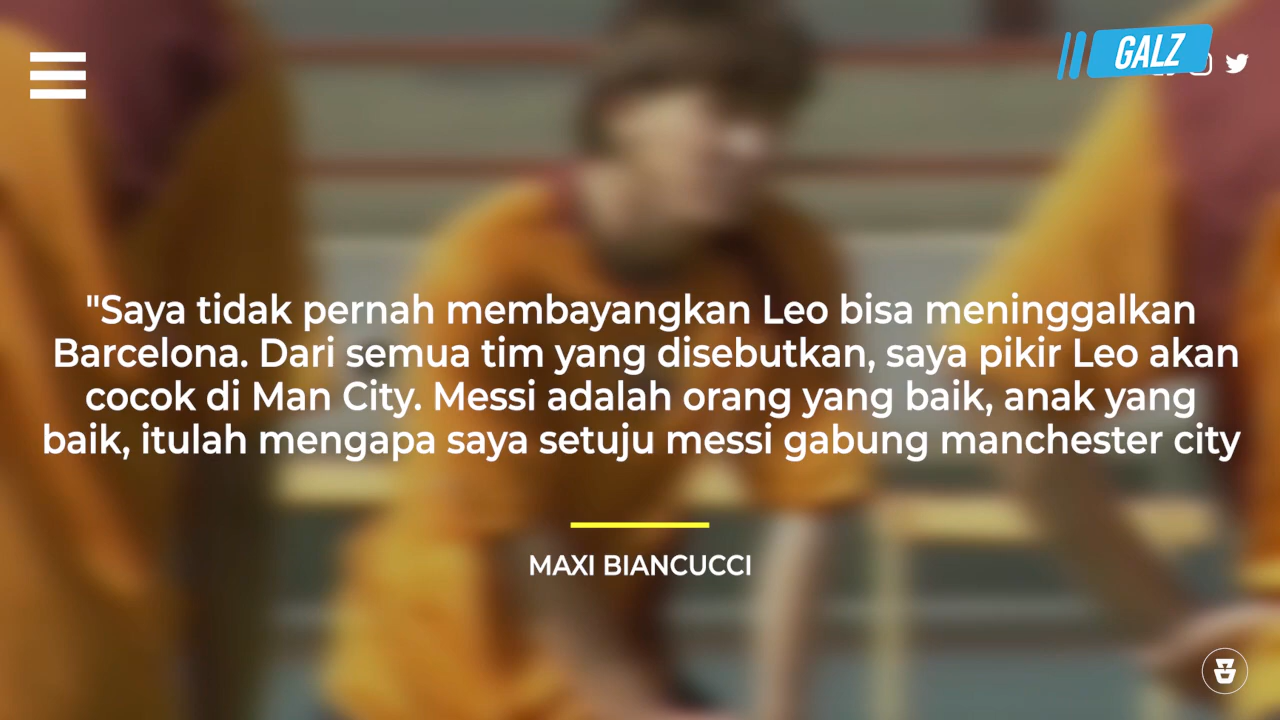 GALZ
"Saya tidak pernah membayangkan Leo bisa meninggalkan
Barcelona. Dari semua tim yang disebutkan, saya pikir Leo akan
cocok di Man City. Messi adalah orang yang baik, anak yang
baik, itulah mengapa saya setuju messi gabung manchester city
MAXI BIANCUCCI